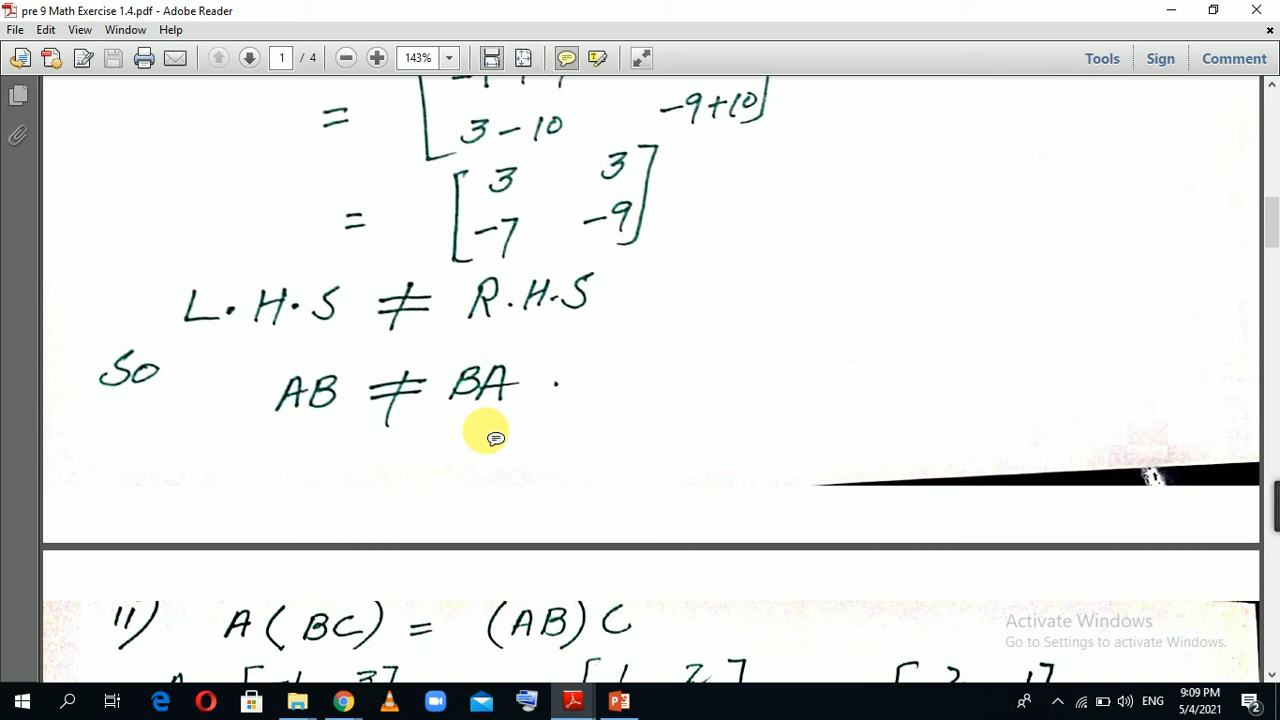 pre 9 Math Exercise 1.4.pdf - Adobe Reader
File Edit View Window Help
1 / 4 143% Tools Sign Comment
= 3 - 10 -9+10
= [3 3
-7 -9]
L.H.S ≠ R.H.S
So AB ≠ BA .
11) A (BC) = (AB) C
Activate Windows
Go to Settings to activate Windows.
ENG
9:09 PM
5/4/2021
2